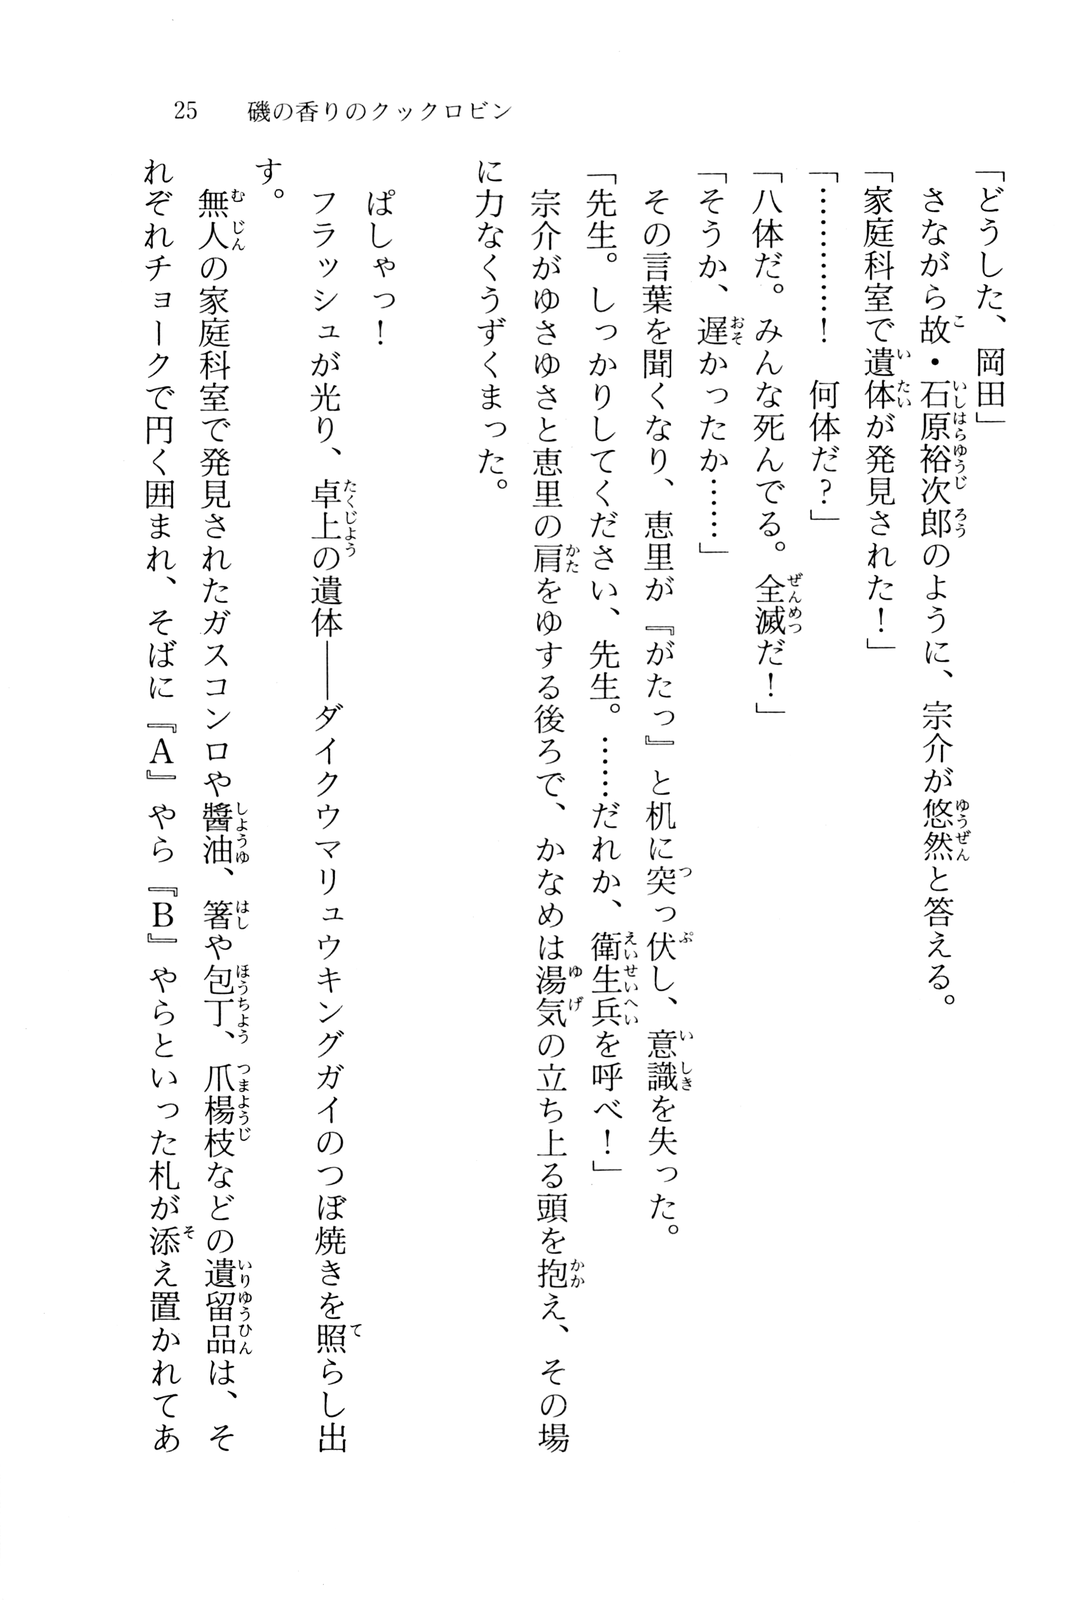 25 磯の香りのクックロビン
「どうした、岡田」
さながら故・石原裕次郎のように、宗介が悠然と答える。
「家庭科室で遺体が発見された！」
「…………！　何体だ？」
「八体だ。みんな死んでる。全滅だ！」
「そうか、遅かったか……」
その言葉を聞くなり、恵里が『がたっ』と机に突っ伏し、意識を失った。
「先生。しっかりしてください、先生。……だれか、衛生兵を呼べ！」
宗介がゆさゆさと恵里の肩をゆする後ろで、かなめは湯気の立ち上る頭を抱え、その場
に力なくうずくまった。
ぱしゃっ！
フラッシュが光り、卓上の遺体――ダイクウマリュウキングガイのつぼ焼きを照らし出
す。
無人の家庭科室で発見されたガスコンロや醬油、箸や包丁、爪楊枝などの遺留品は、そ
れぞれチョークで円く囲まれ、そばに『A』やら『B』やらといった札が添え置かれてあ